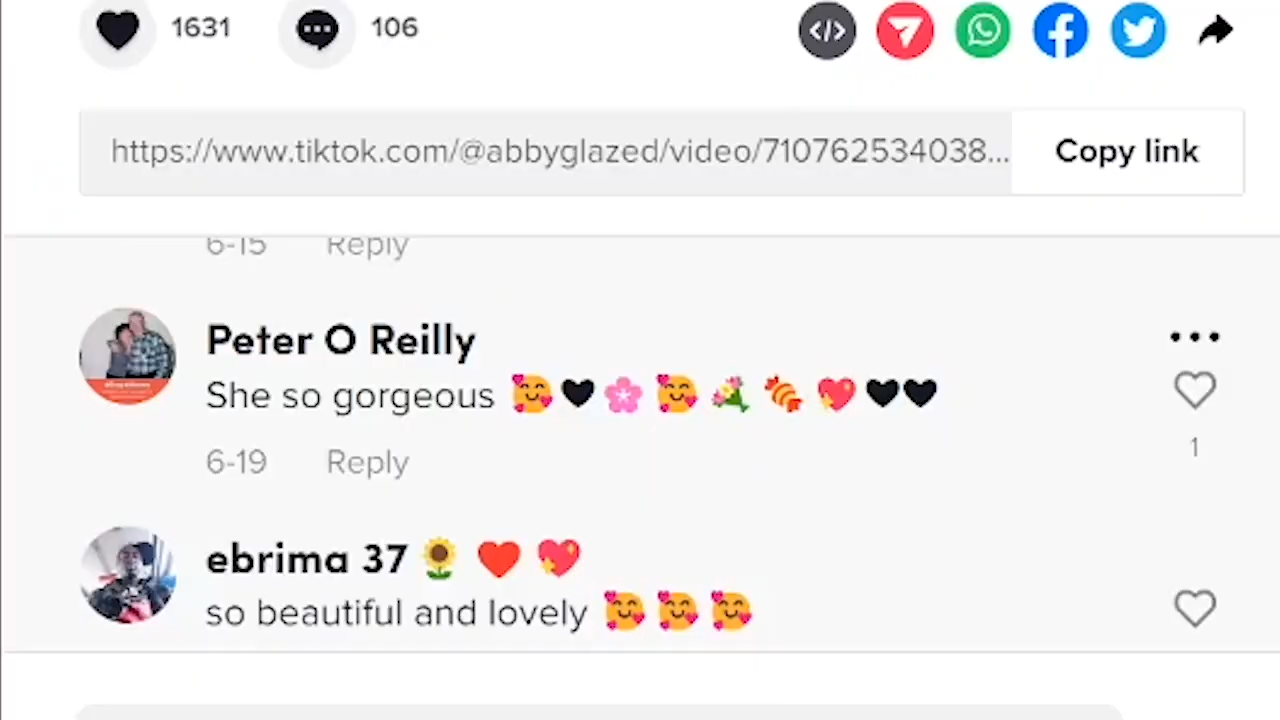 1631 106
https://www.tiktok.com/@abbyglazed/video/710762534038... Copy link
6-15 Reply
Peter O Reilly
She so gorgeous 🥰🖤🌸🥰💐🍬💖🖤🖤
6-19 Reply
1
ebrima 37🌻❤️💖
so beautiful and lovely 🥰🥰🥰